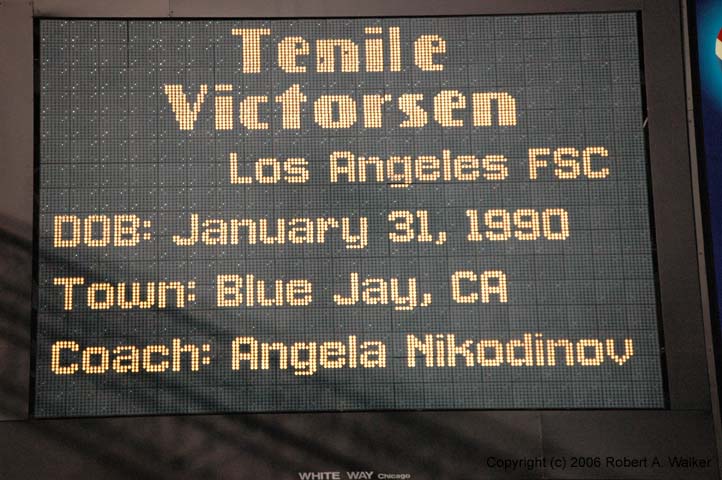 Tenile
Victorsen
Los Angeles FSC
DOB: January 31, 1990
Town: Blue Jay, CA
Coach: Angela Nikodinov
Copyright (c) 2006 Robert A. Walker
WHITE WAY Chicago